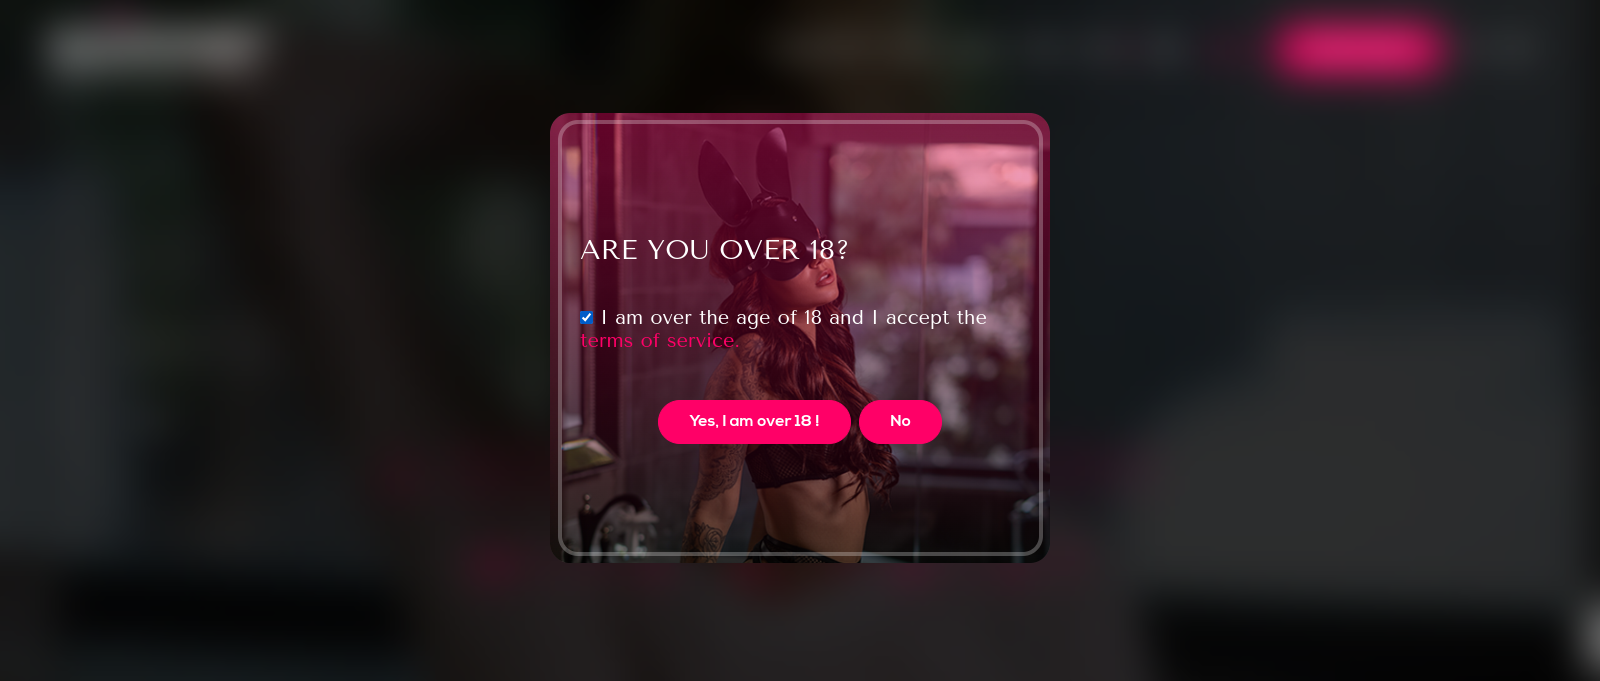 ARE YOU OVER 18?
I am over the age of 18 and I accept the
terms of service.
Yes, I am over 18 !
No